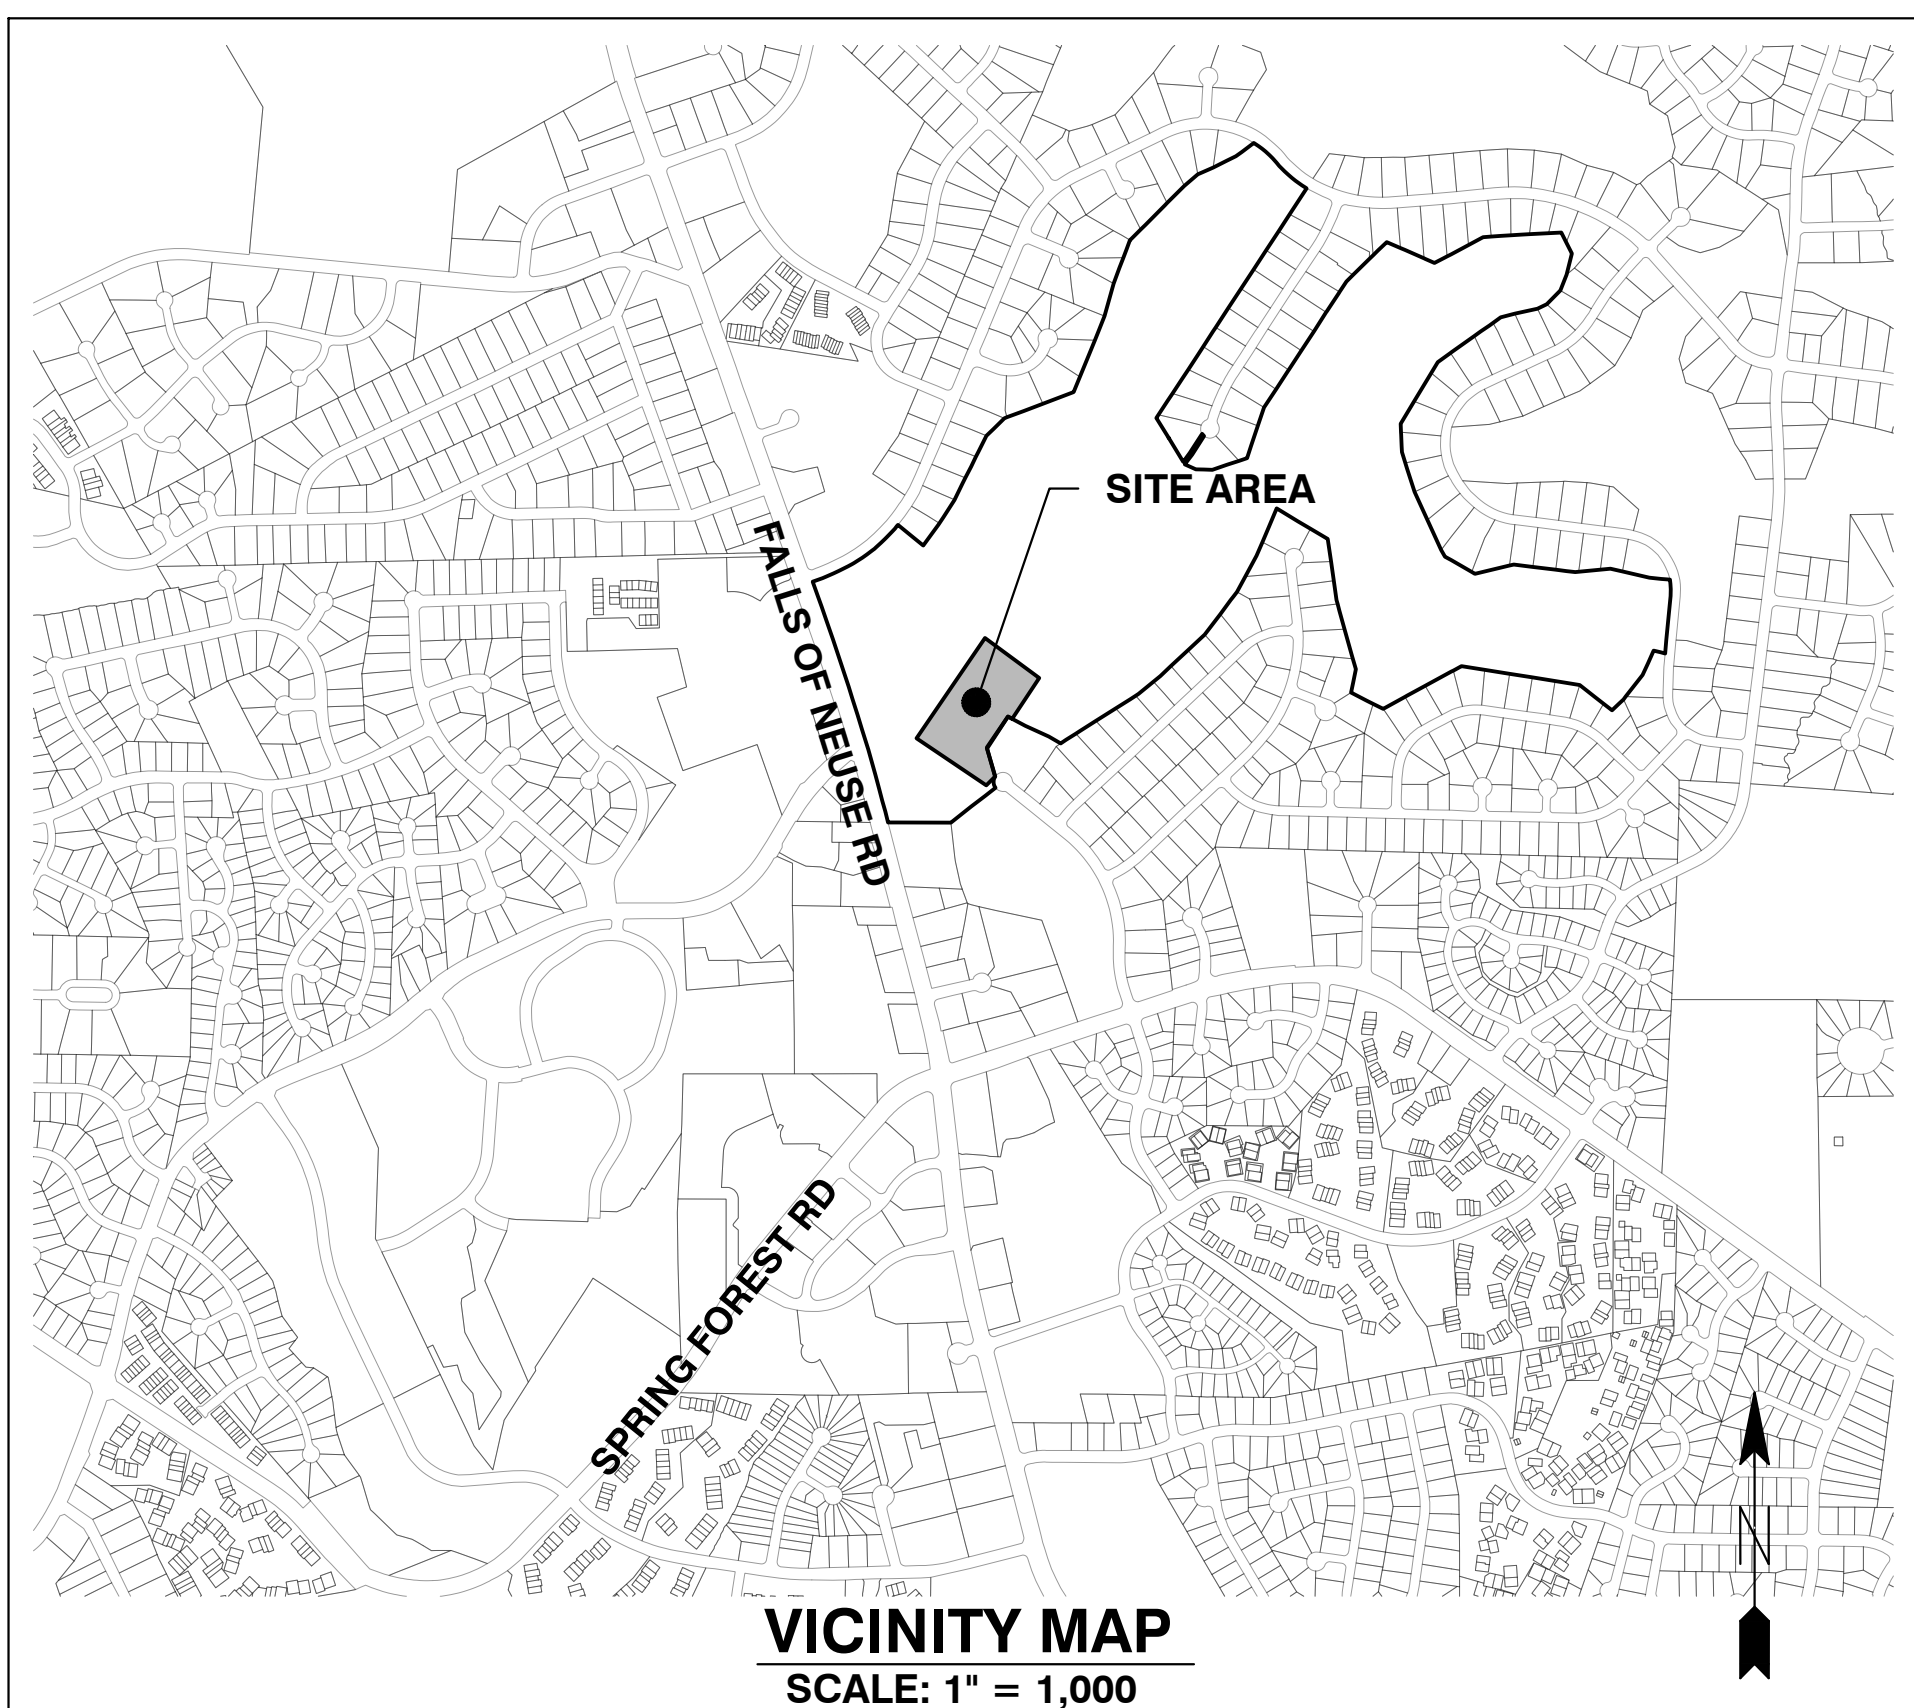 SITE AREA
FALLS OF NEUSE RD
SPRING FOREST RD
N
VICINITY MAP
SCALE: 1" = 1,000